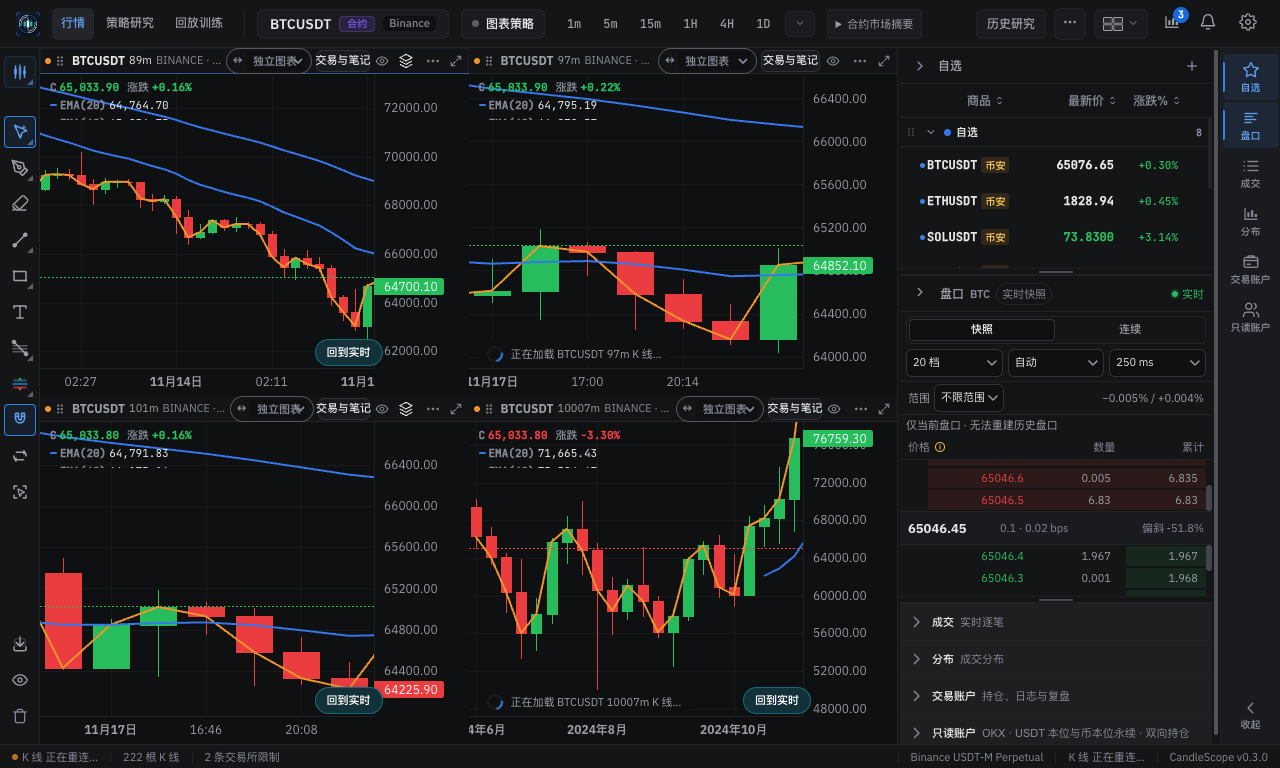 行情
策略研究
回放训练
BTCUSDT 合约 Binance
图表策略
1m 5m 15m 1H 4H 1D
合约市场摘要
历史研究
3
BTCUSDT 89m BINANCE · ...
独立图表
交易与笔记
C 65,033.90 涨跌 +0.16%
EMA(20) 64,764.70
72000.00
70000.00
68000.00
66000.00
64700.10
64000.00
62000.00
回到实时
02:27 11月14日 02:11 11月1
BTCUSDT 97m BINANCE · ...
独立图表
交易与笔记
C 65,033.90 涨跌 +0.22%
EMA(20) 64,795.19
66400.00
66000.00
65600.00
65200.00
64852.10
64400.00
64000.00
正在加载 BTCUSDT 97m K 线...
11月17日 17:00 20:14
BTCUSDT 101m BINANCE · ...
独立图表
交易与笔记
C 65,033.80 涨跌 +0.16%
EMA(20) 64,791.83
66400.00
66000.00
65600.00
65200.00
64800.00
64400.00
64225.90
回到实时
11月17日 16:46 20:08
BTCUSDT 10007m BINANCE · ...
独立图表
交易与笔记
C 65,033.80 涨跌 -3.30%
EMA(20) 71,665.43
76759.30
72000.00
68000.00
64000.00
60000.00
56000.00
52000.00
48000.00
正在加载 BTCUSDT 10007m K 线...
回到实时
4年6月 2024年8月 2024年10月
自选
商品 最新价 涨跌%
自选 8
BTCUSDT 币安 65076.65 +0.30%
ETHUSDT 币安 1828.94 +0.45%
SOLUSDT 币安 73.8300 +3.14%
盘口 BTC 实时快照 实时
快照 连续
20 档 自动 250 ms
范围 不限范围 −0.005% / +0.004%
仅当前盘口 · 无法重建历史盘口
价格 数量 累计
65046.6 0.005 6.835
65046.5 6.83 6.83
65046.45 0.1 · 0.02 bps 偏斜 -51.8%
65046.4 1.967 1.967
65046.3 0.001 1.968
成交 实时逐笔
分布 成交分布
交易账户 持仓、日志与复盘
只读账户 OKX · USDT 本位与币本位永续 · 双向持仓
自选
盘口
成交
分布
交易账户
只读账户
收起
K 线 正在重连... 222 根 K 线 2 条交易所限制
Binance USDT-M Perpetual K 线 正在重连... CandleScope v0.3.0